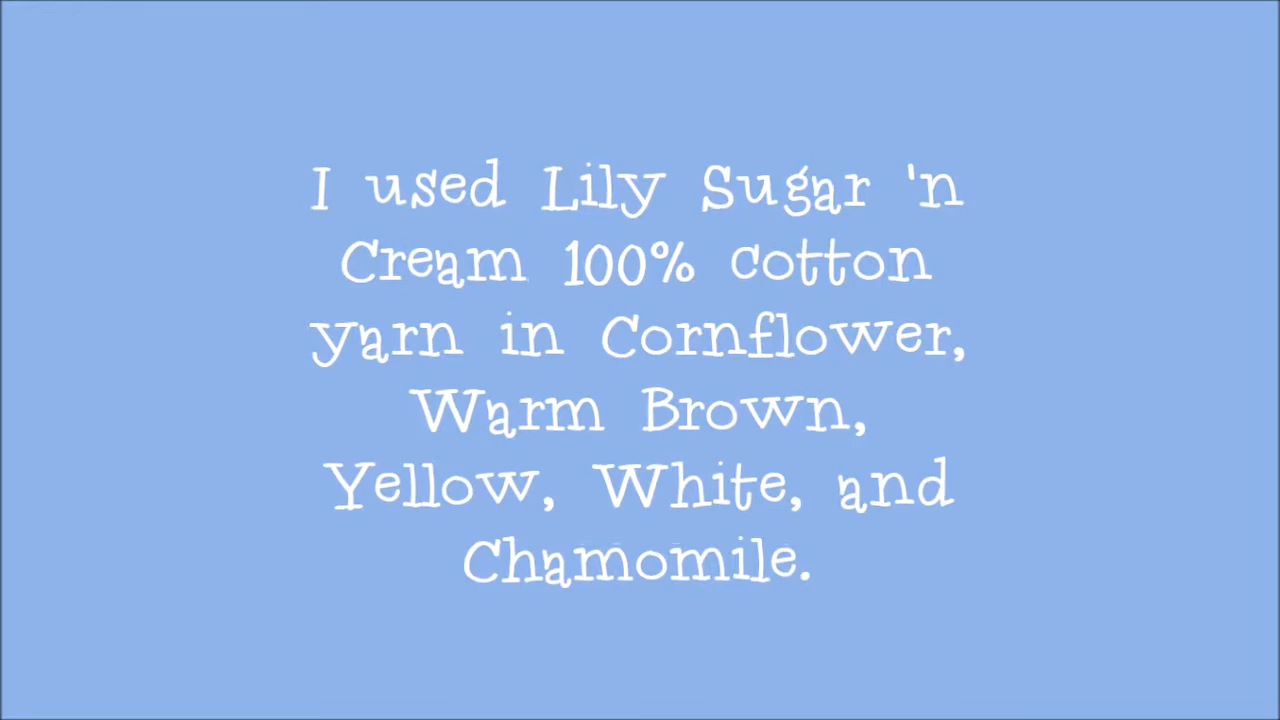 I used Lily Sugar 'n
Cream 100% cotton
yarn in Cornflower,
Warm Brown,
Yellow, White, and
Chamomile.